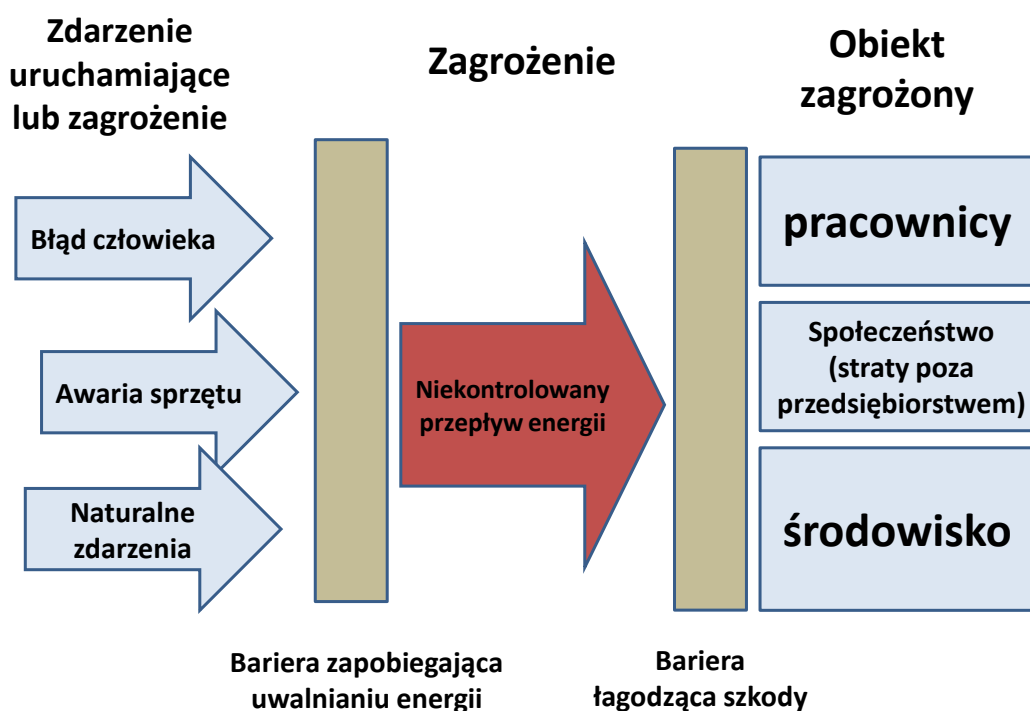 Zdarzenie
uruchamiające
lub zagrożenie
Zagrożenie
Obiekt
zagrożony
Błąd człowieka
Awaria sprzętu
Naturalne
zdarzenia
Niekontrolowany
przepływ energii
pracownicy
Społeczeństwo
(straty poza
przedsiębiorstwem)
środowisko
Bariera zapobiegająca
uwalnianiu energii
Bariera
łagodząca szkody